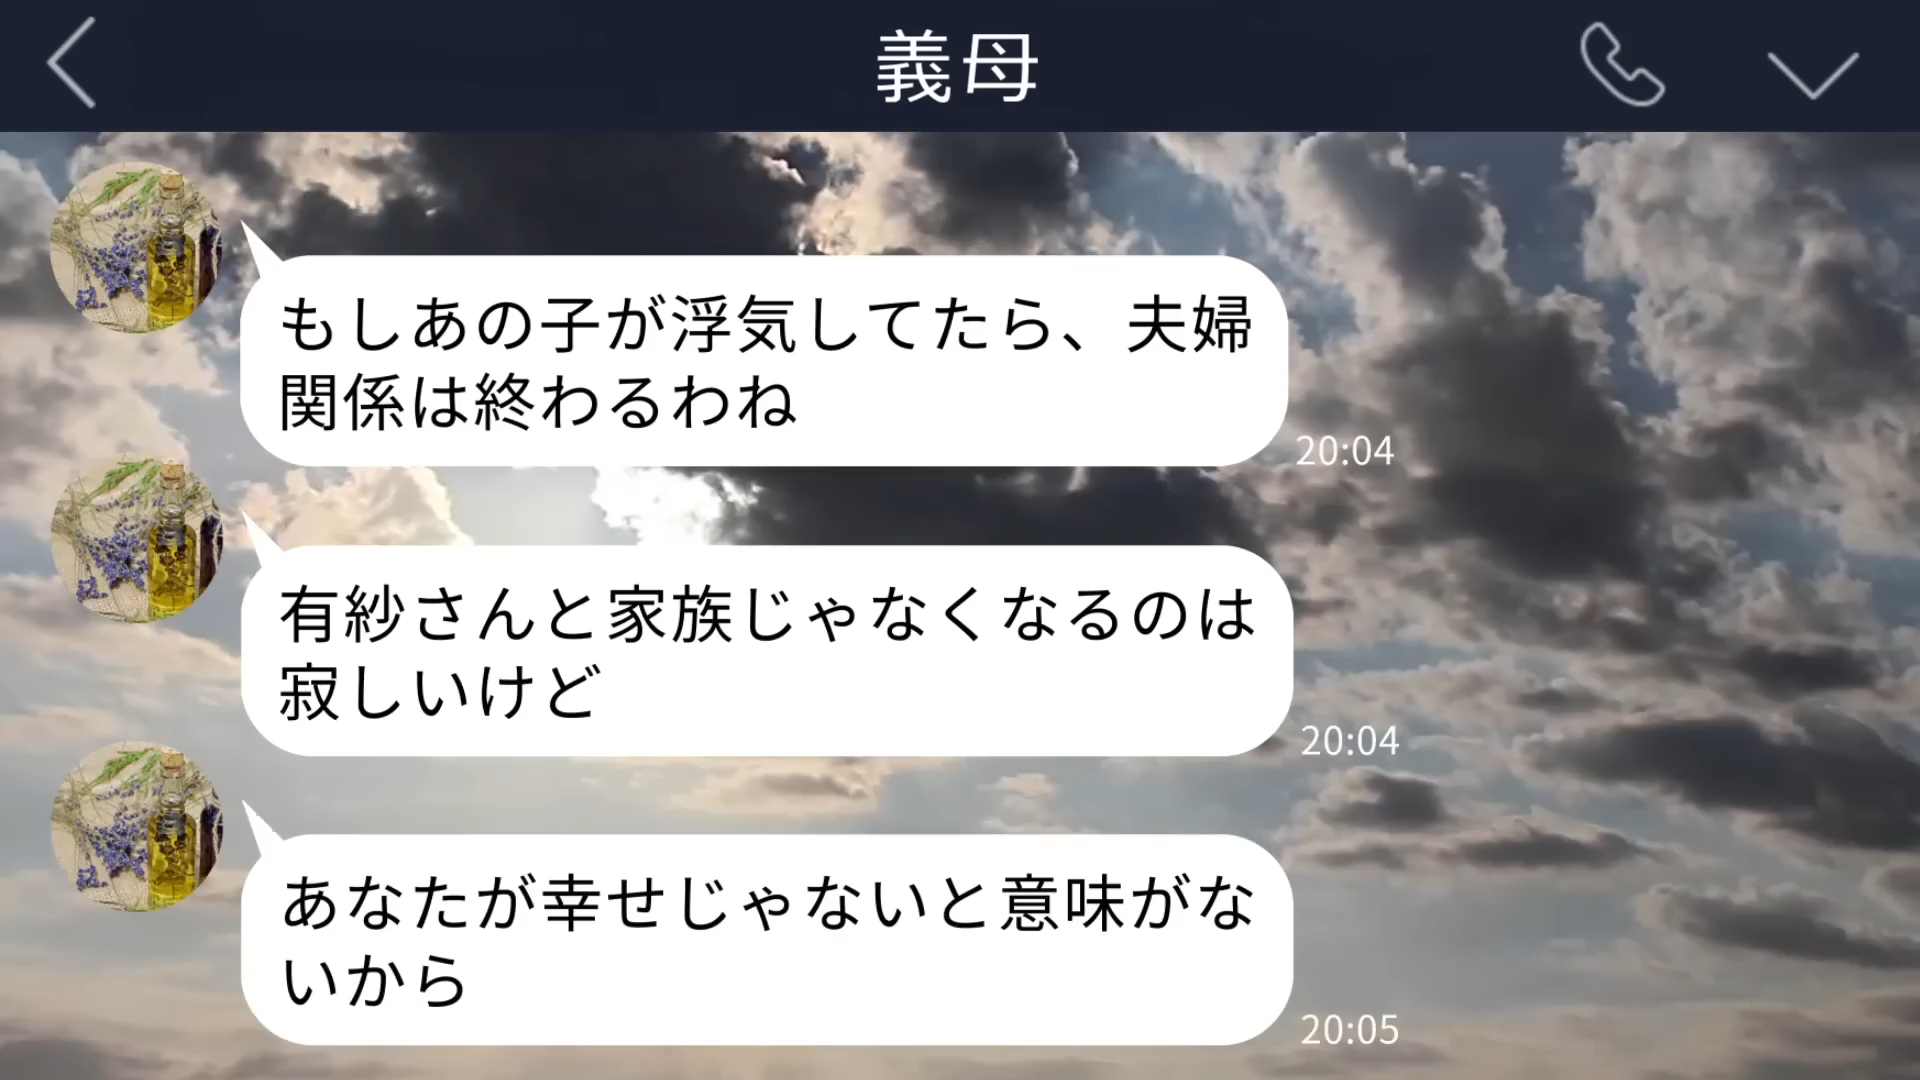 義母
もしあの子が浮気してたら、夫婦
関係は終わるわね
20:04
有紗さんと家族じゃなくなるのは
寂しいけど
20:04
あなたが幸せじゃないと意味がな
いから
20:05